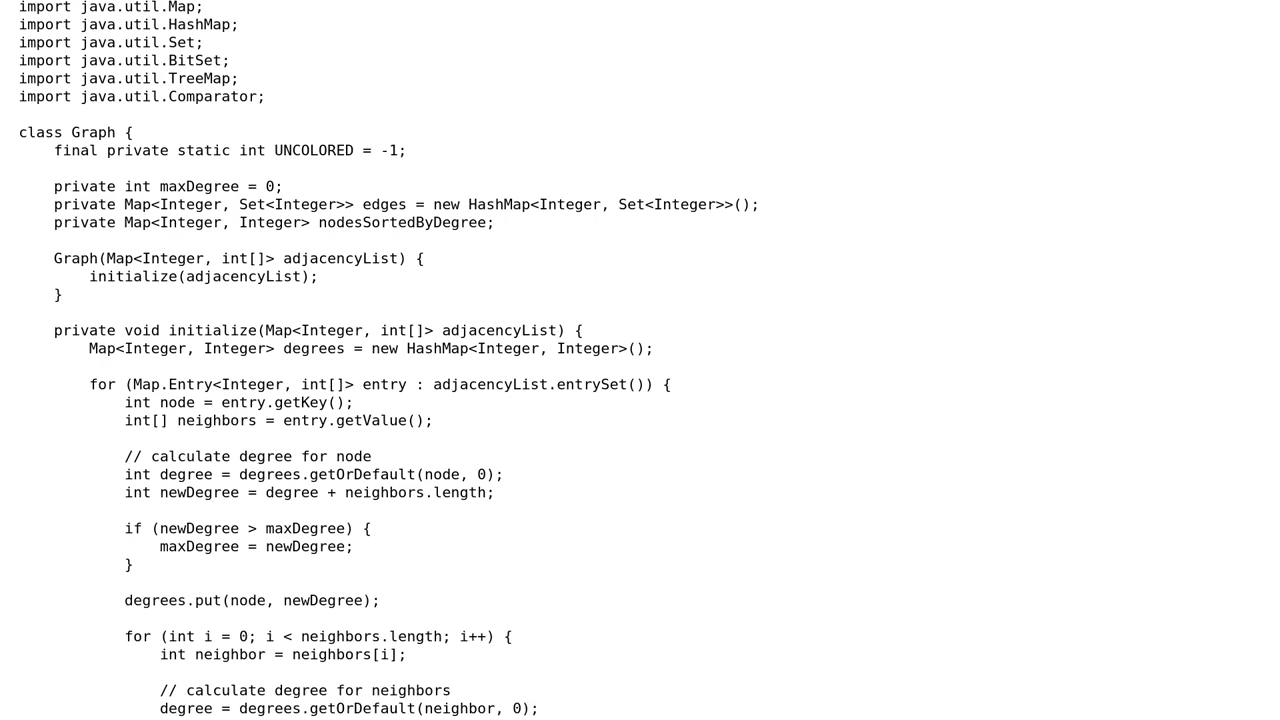 import java.util.Map;
import java.util.HashMap;
import java.util.Set;
import java.util.BitSet;
import java.util.TreeMap;
import java.util.Comparator;

class Graph {
    final private static int UNCOLORED = -1;

    private int maxDegree = 0;
    private Map<Integer, Set<Integer>> edges = new HashMap<Integer, Set<Integer>>();
    private Map<Integer, Integer> nodesSortedByDegree;

    Graph(Map<Integer, int[]> adjacencyList) {
        initialize(adjacencyList);
    }

    private void initialize(Map<Integer, int[]> adjacencyList) {
        Map<Integer, Integer> degrees = new HashMap<Integer, Integer>();

        for (Map.Entry<Integer, int[]> entry : adjacencyList.entrySet()) {
            int node = entry.getKey();
            int[] neighbors = entry.getValue();

            // calculate degree for node
            int degree = degrees.getOrDefault(node, 0);
            int newDegree = degree + neighbors.length;

            if (newDegree > maxDegree) {
                maxDegree = newDegree;
            }

            degrees.put(node, newDegree);

            for (int i = 0; i < neighbors.length; i++) {
                int neighbor = neighbors[i];

                // calculate degree for neighbors
                degree = degrees.getOrDefault(neighbor, 0);